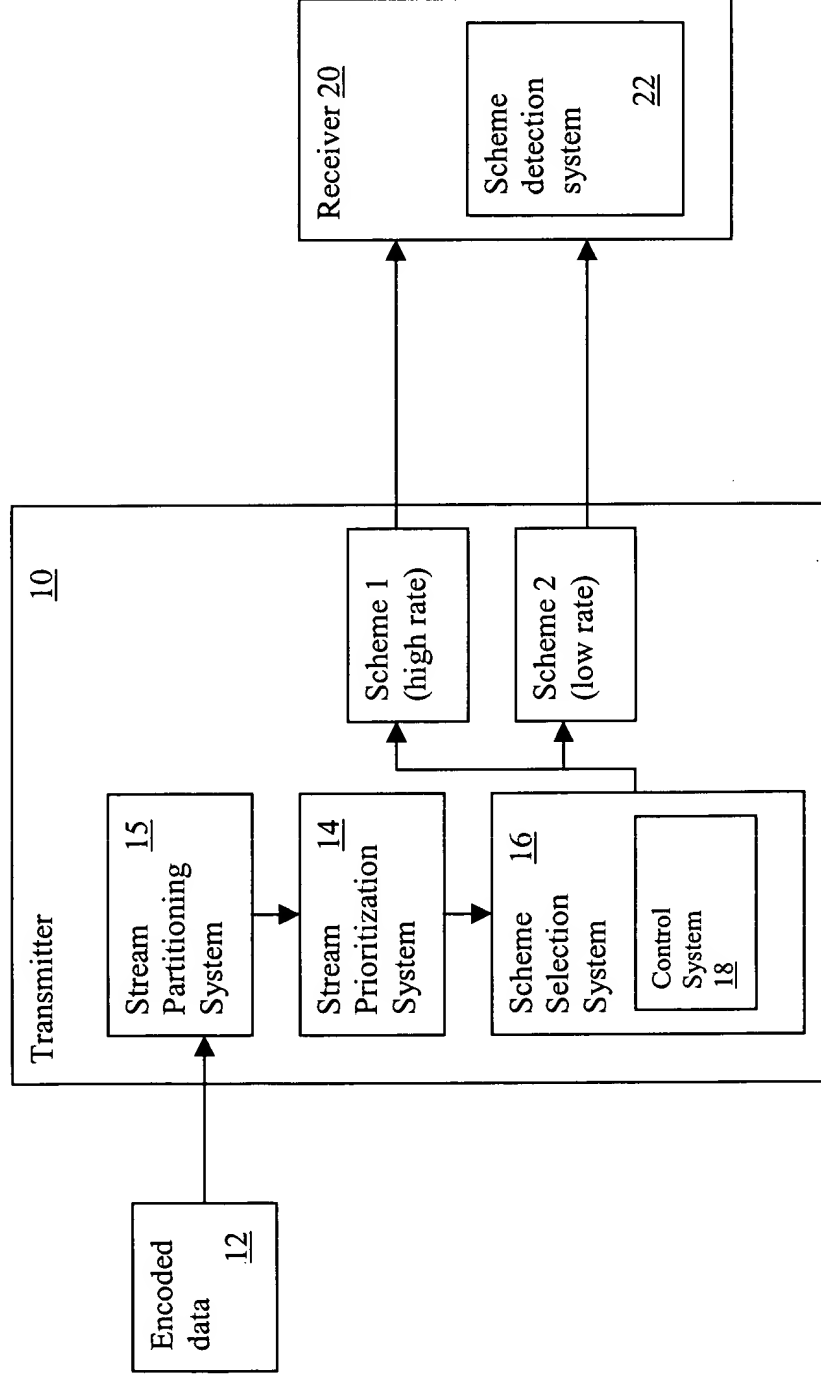 Encoded
data
12
Transmitter
10
Stream
Partitioning
System
15
Stream
Prioritization
System
14
Scheme
Selection
System
16
Control
System
18
Scheme 1
(high rate)
Scheme 2
(low rate)
Receiver 20
Scheme
detection
system
22